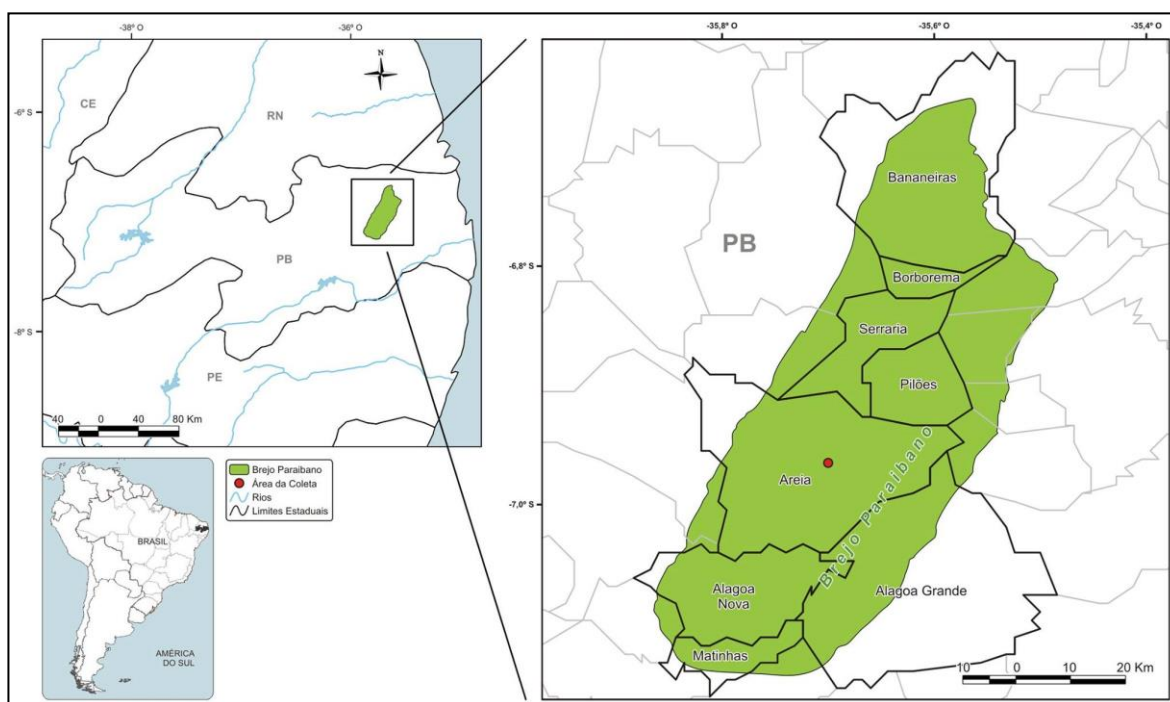 -38° O
-36° O
N
-6° S
-8° S
CE
RN
PB
PE
40 0 40 80 Km
BRASIL
AMÉRICA
DO SUL
Brejo Paraibano
Área da Coleta
Rios
Limites Estaduais
-35,8° O
-35,6° O
-35,4° O
-6,8° S
-7,0° S
PB
Bananeiras
Borborema
Serraria
Pilões
Areia
Brejo Paraibano
Alagoa
Nova
Alagoa Grande
Matinhas
10 0 10 20 Km